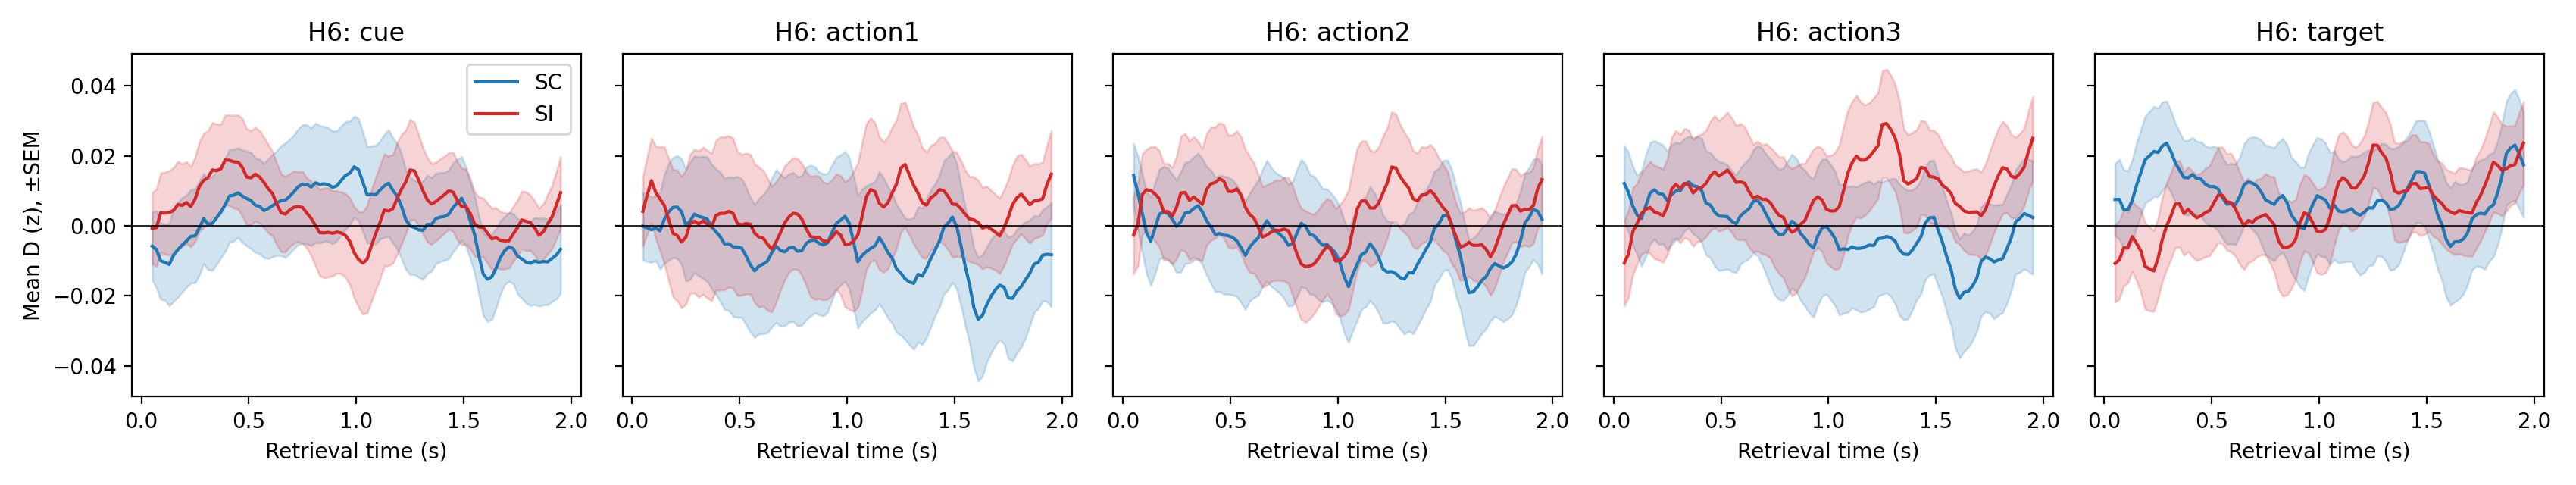 H6: cue
H6: action1
H6: action2
H6: action3
H6: target
Mean D (z), ±SEM
0.04
0.02
0.00
−0.02
−0.04
SC
SI
0.0 0.5 1.0 1.5 2.0
0.0 0.5 1.0 1.5 2.0
0.0 0.5 1.0 1.5 2.0
0.0 0.5 1.0 1.5 2.0
0.0 0.5 1.0 1.5 2.0
Retrieval time (s)
Retrieval time (s)
Retrieval time (s)
Retrieval time (s)
Retrieval time (s)